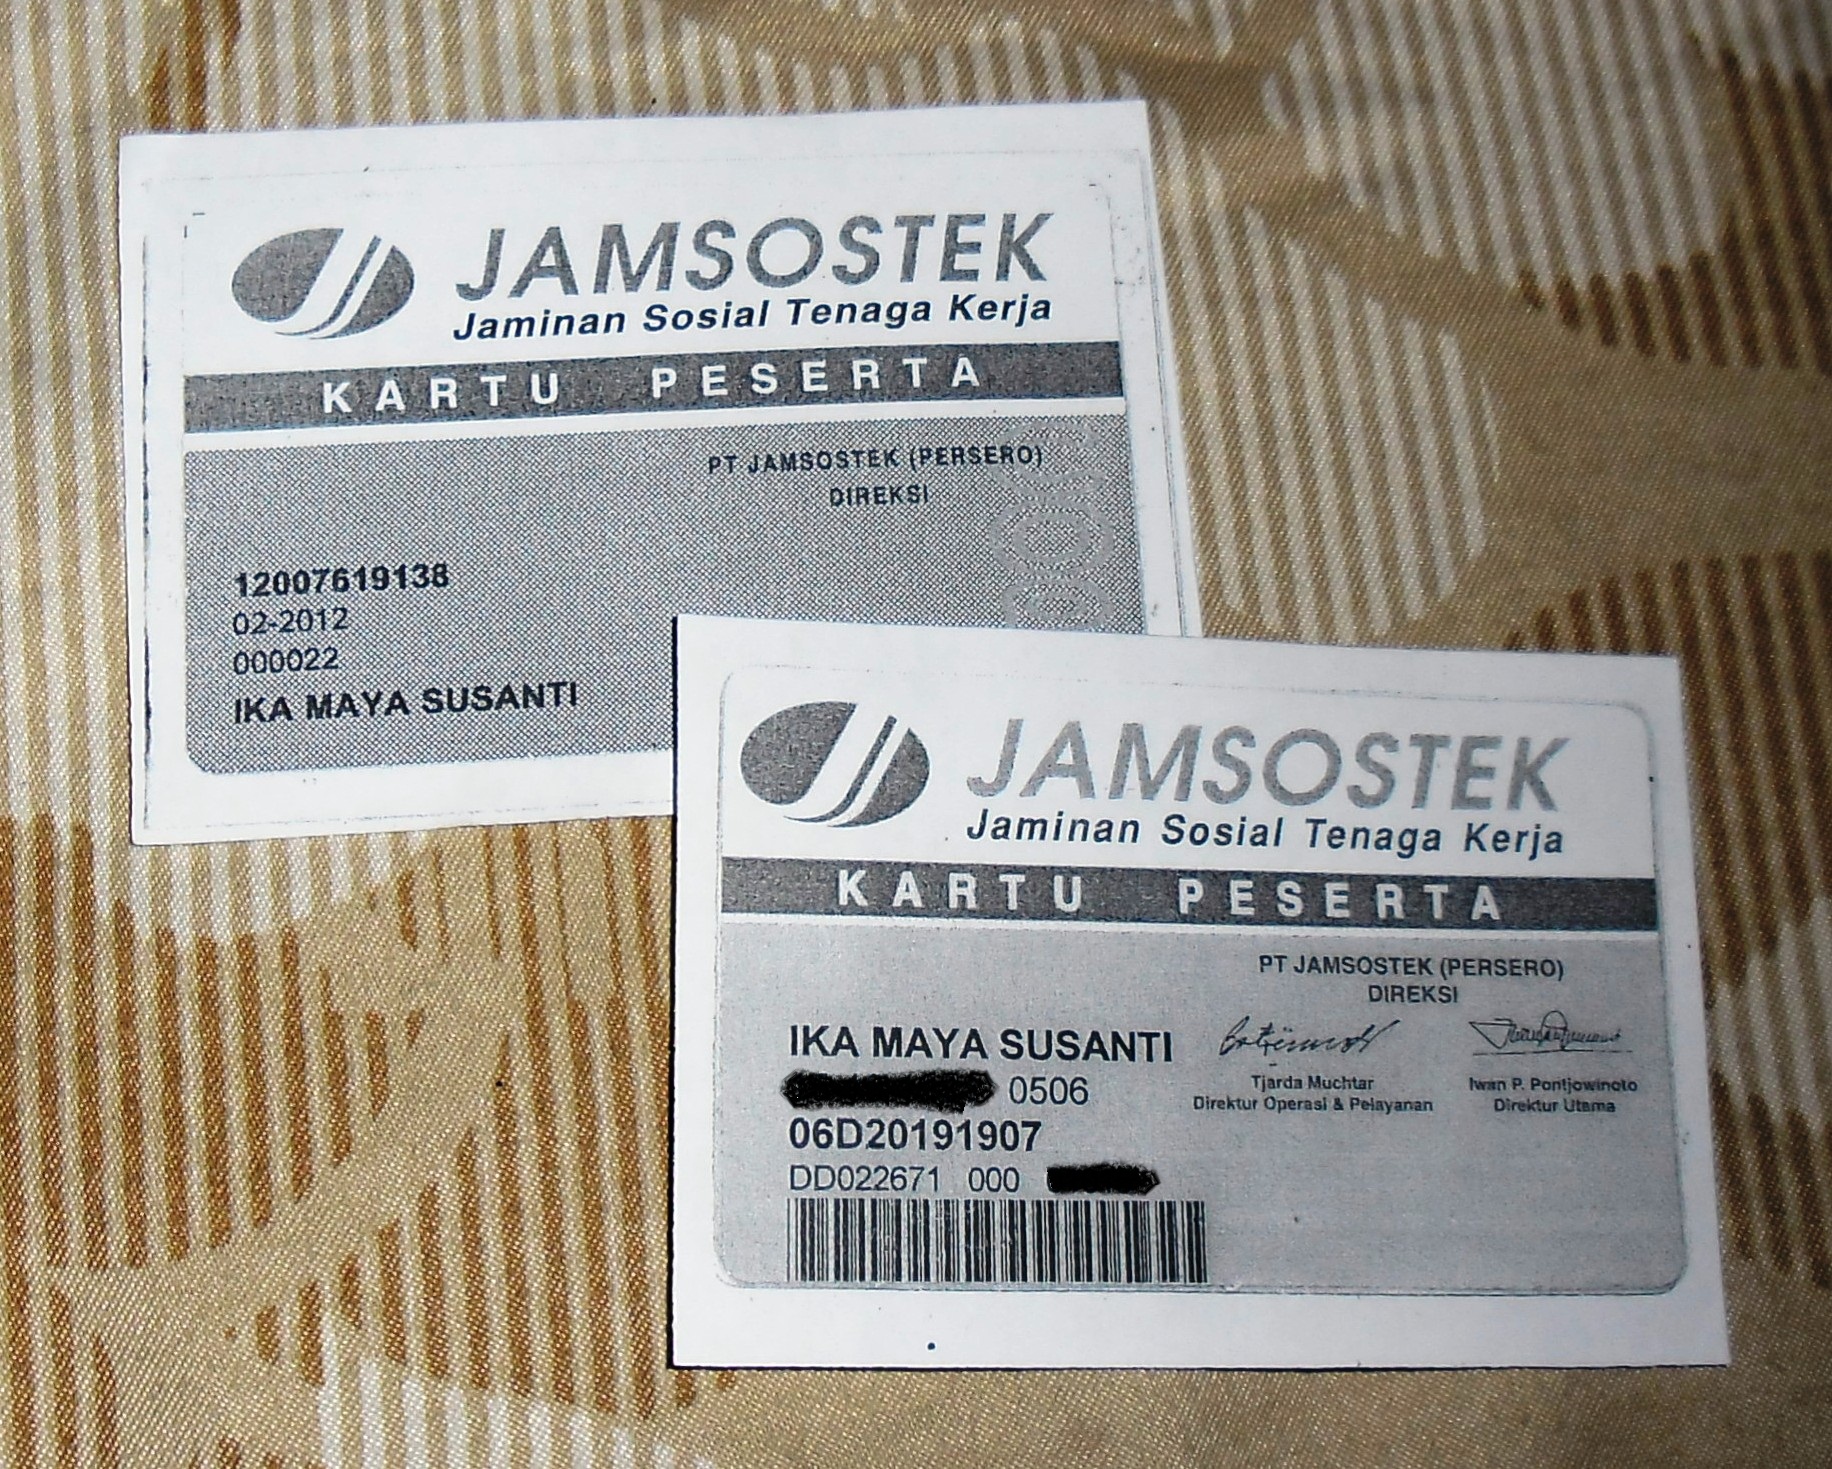 JAMSOSTEK
Jaminan Sosial Tenaga Kerja
KARTU PESERTA
PT JAMSOSTEK (PERSERO)
DIREKSI
12007619138
02-2012
000022
IKA MAYA SUSANTI
JAMSOSTEK
Jaminan Sosial Tenaga Kerja
KARTU PESERTA
PT JAMSOSTEK (PERSERO)
DIREKSI
IKA MAYA SUSANTI
0506
06D20191907
DD022671 000
Tjarda Muchtar
Direktur Operasi & Pelayanan
Iwan P. Pontjowinoto
Direktur Utama